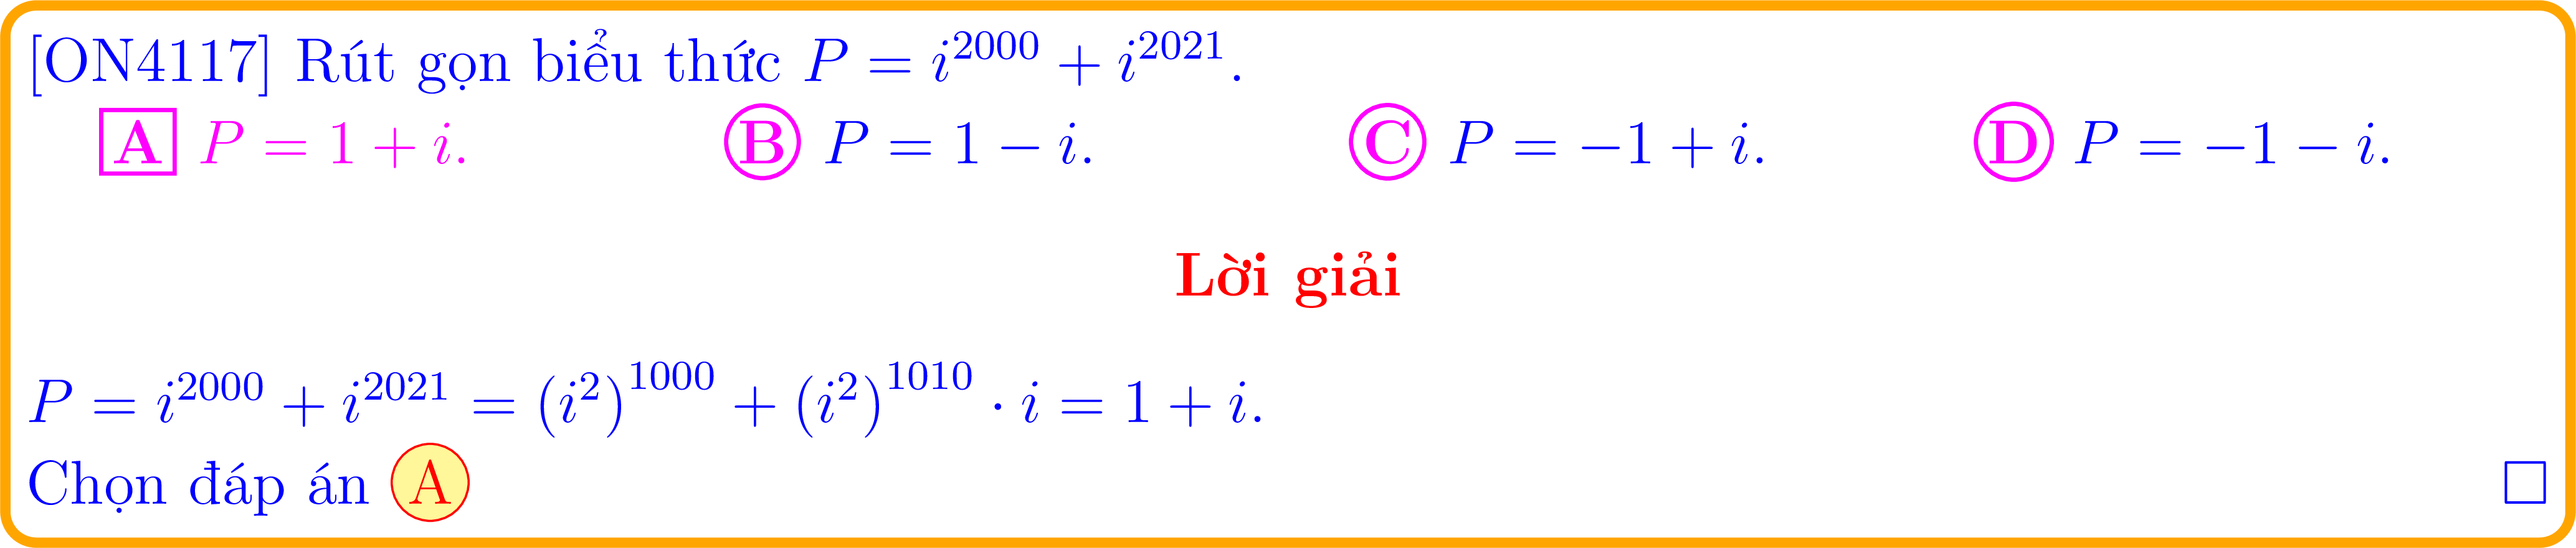 [ON4117] Rút gọn biểu thức $P = i^{2000} + i^{2021}$.
A $P = 1 + i$. B $P = 1 - i$. C $P = -1 + i$. D $P = -1 - i$.
Lời giải
$P = i^{2000} + i^{2021} = (i^2)^{1000} + (i^2)^{1010} \cdot i = 1 + i$.
Chọn đáp án A □